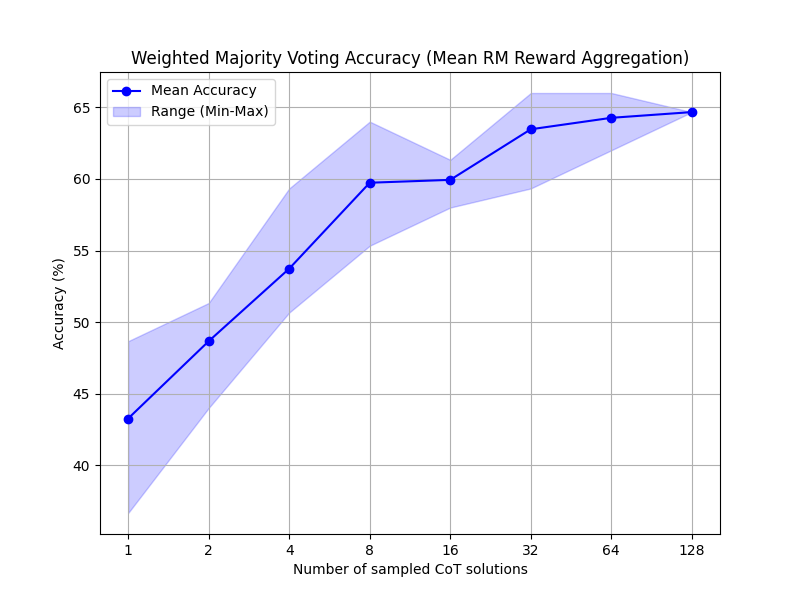 Weighted Majority Voting Accuracy (Mean RM Reward Aggregation)
Mean Accuracy
Range (Min-Max)
Accuracy (%)
65
60
55
50
45
40
1 2 4 8 16 32 64 128
Number of sampled CoT solutions